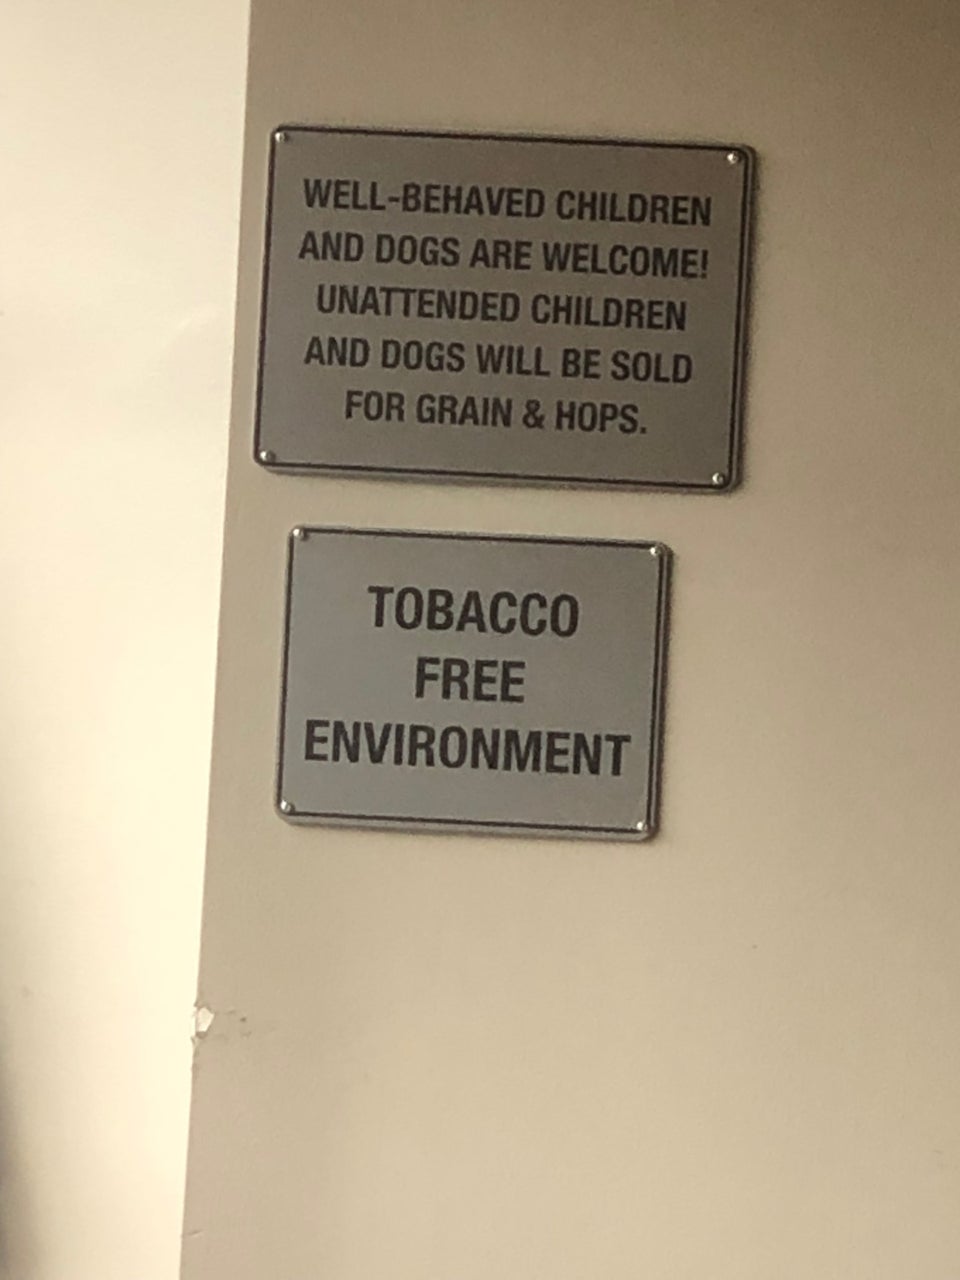 WELL-BEHAVED CHILDREN
AND DOGS ARE WELCOME!
UNATTENDED CHILDREN
AND DOGS WILL BE SOLD
FOR GRAIN & HOPS.
TOBACCO
FREE
ENVIRONMENT